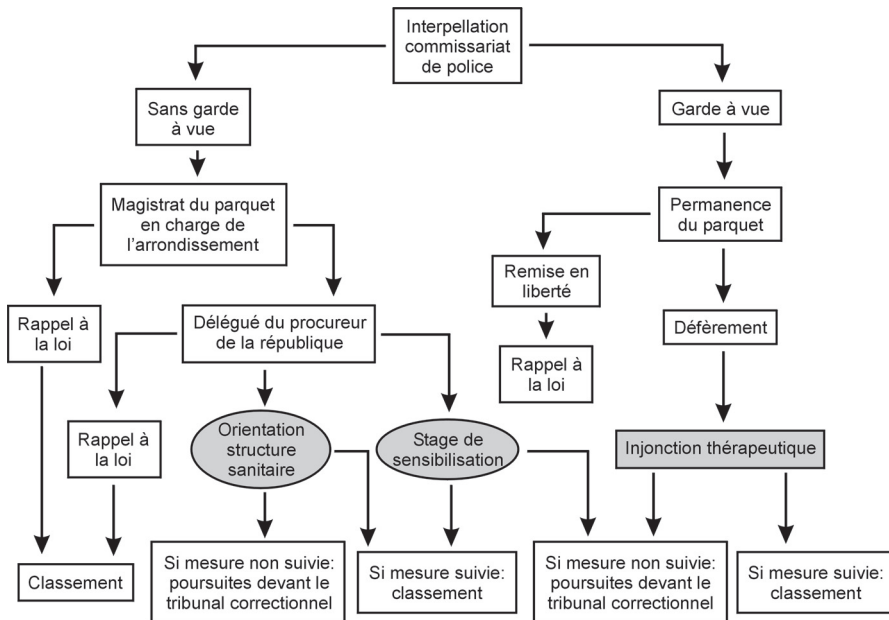 Interpellation
commissariat
de police
Sans garde
à vue
Garde à vue
Magistrat du parquet
en charge de
l'arrondissement
Permanence
du parquet
Remise en
liberté
Rappel à
la loi
Délégué du procureur
de la république
Défèrement
Rappel à
la loi
Rappel à
la loi
Orientation
structure
sanitaire
Stage de
sensibilisation
Injonction thérapeutique
Classement
Si mesure non suivie:
poursuites devant le
tribunal correctionnel
Si mesure suivie:
classement
Si mesure non suivie:
poursuites devant le
tribunal correctionnel
Si mesure suivie:
classement